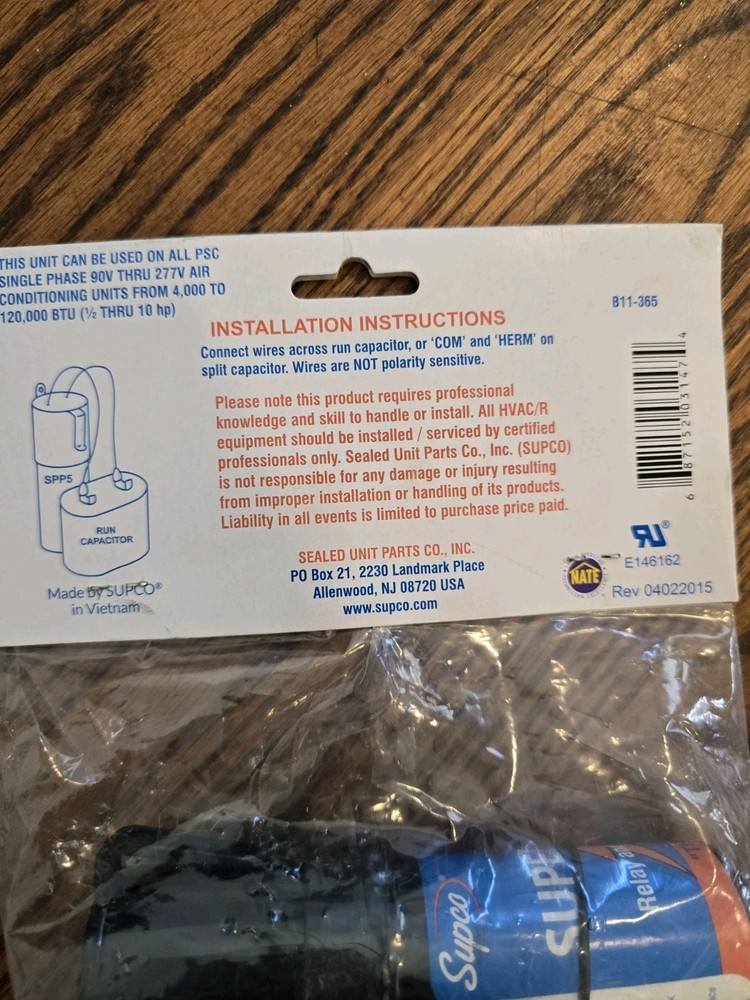 THIS UNIT CAN BE USED ON ALL PSC
SINGLE PHASE 90V THRU 277V AIR
CONDITIONING UNITS FROM 4,000 TO
120,000 BTU (½ THRU 10 hp)
B11-365
INSTALLATION INSTRUCTIONS
Connect wires across run capacitor, or ‘COM’ and ‘HERM’ on
split capacitor. Wires are NOT polarity sensitive.
Please note this product requires professional
knowledge and skill to handle or install. All HVAC/R
equipment should be installed / serviced by certified
professionals only. Sealed Unit Parts Co., Inc. (SUPCO)
is not responsible for any damage or injury resulting
from improper installation or handling of its products.
Liability in all events is limited to purchase price paid.
SPP5
RUN
CAPACITOR
Made by SUPCO®
in Vietnam
SEALED UNIT PARTS CO., INC.
PO Box 21, 2230 Landmark Place
Allenwood, NJ 08720 USA
www.supco.com
6 87152 03147 4
RU®
E146162
NATE
Rev 04022015
Supco
SUPE
Relay a